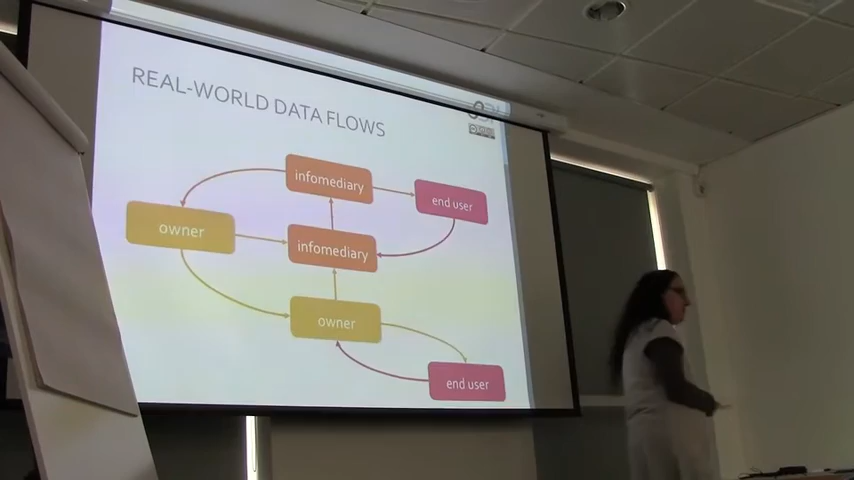 REAL-WORLD DATA FLOWS
infomediary
end user
owner
infomediary
owner
end user